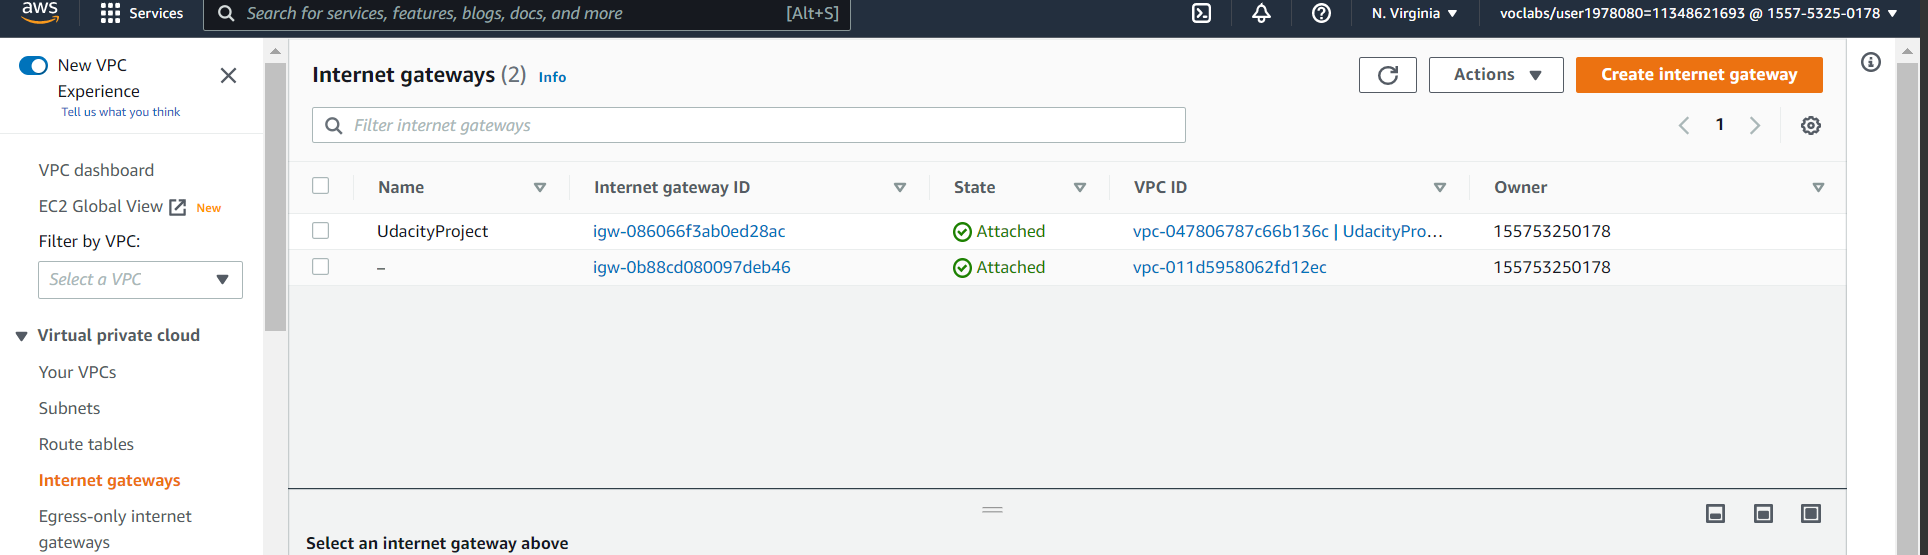 aws
Services
Search for services, features, blogs, docs, and more
[Alt+S]
N. Virginia
voclabs/user1978080=11348621693 @ 1557-5325-0178
New VPC
Experience
Tell us what you think
VPC dashboard
EC2 Global View
New
Filter by VPC:
Select a VPC
Virtual private cloud
Your VPCs
Subnets
Route tables
Internet gateways
Egress-only internet
gateways
Internet gateways (2) Info
Actions
Create internet gateway
Filter internet gateways
1
Name Internet gateway ID State VPC ID Owner
UdacityProject igw-086066f3ab0ed28ac Attached vpc-047806787c66b136c | UdacityPro… 155753250178
– igw-0b88cd080097deb46 Attached vpc-011d5958062fd12ec 155753250178
Select an internet gateway above